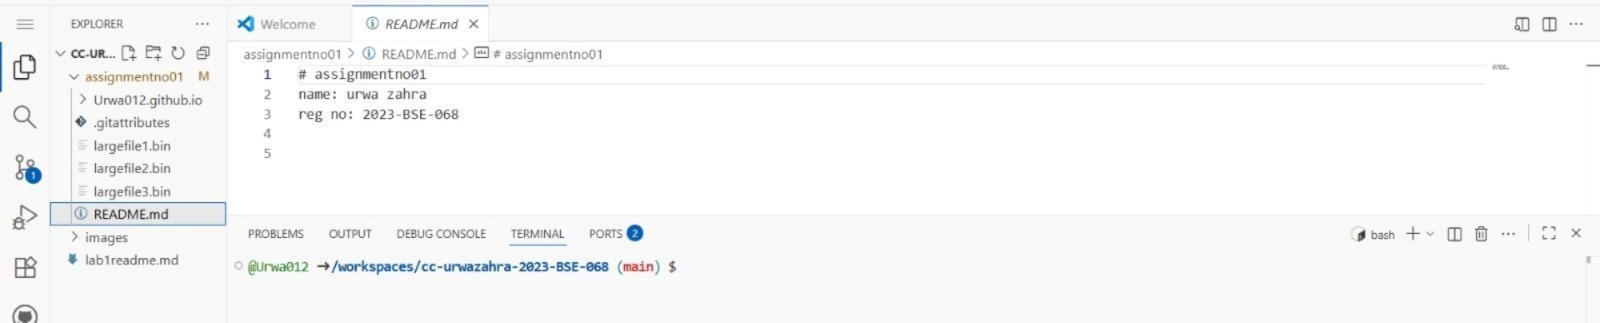 EXPLORER ...
Welcome
README.md
CC-UR...
assignmentno01 M
Urwa012.github.io
.gitattributes
largefile1.bin
largefile2.bin
largefile3.bin
README.md
images
lab1readme.md
1
assignmentno01 > README.md > # assignmentno01
1 # assignmentno01
2 name: urwa zahra
3 reg no: 2023-BSE-068
4
5
PROBLEMS OUTPUT DEBUG CONSOLE TERMINAL PORTS 2
bash
@Urwa012 →/workspaces/cc-urwazahra-2023-BSE-068 (main) $